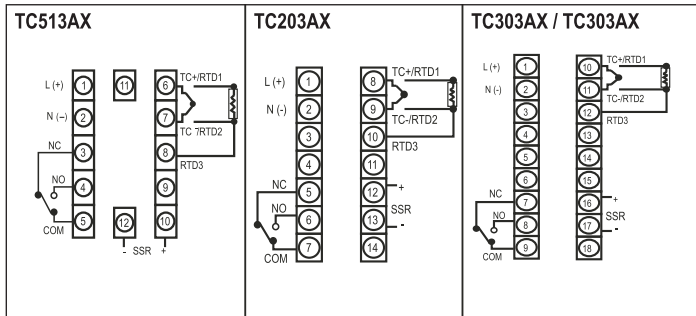 TC513AX
L (+) 1 11 6 TC+/RTD1
N (–) 2 7 TC 7RTD2
NC 3 8 RTD3
NO 4 9
COM 5 12 10
- SSR +
TC203AX
L (+) 1 8 TC+/RTD1
N (-) 2 9 TC-/RTD2
3 10 RTD3
4 11
NC 5 12 +
NO 6 13 SSR -
COM 7 14
TC303AX / TC303AX
L (+) 1 10 TC+/RTD1
N (-) 2 11 TC-/RTD2
3 12 RTD3
4 13
5 14
6 15
NC 7 16 +
NO 8 17 SSR -
COM 9 18